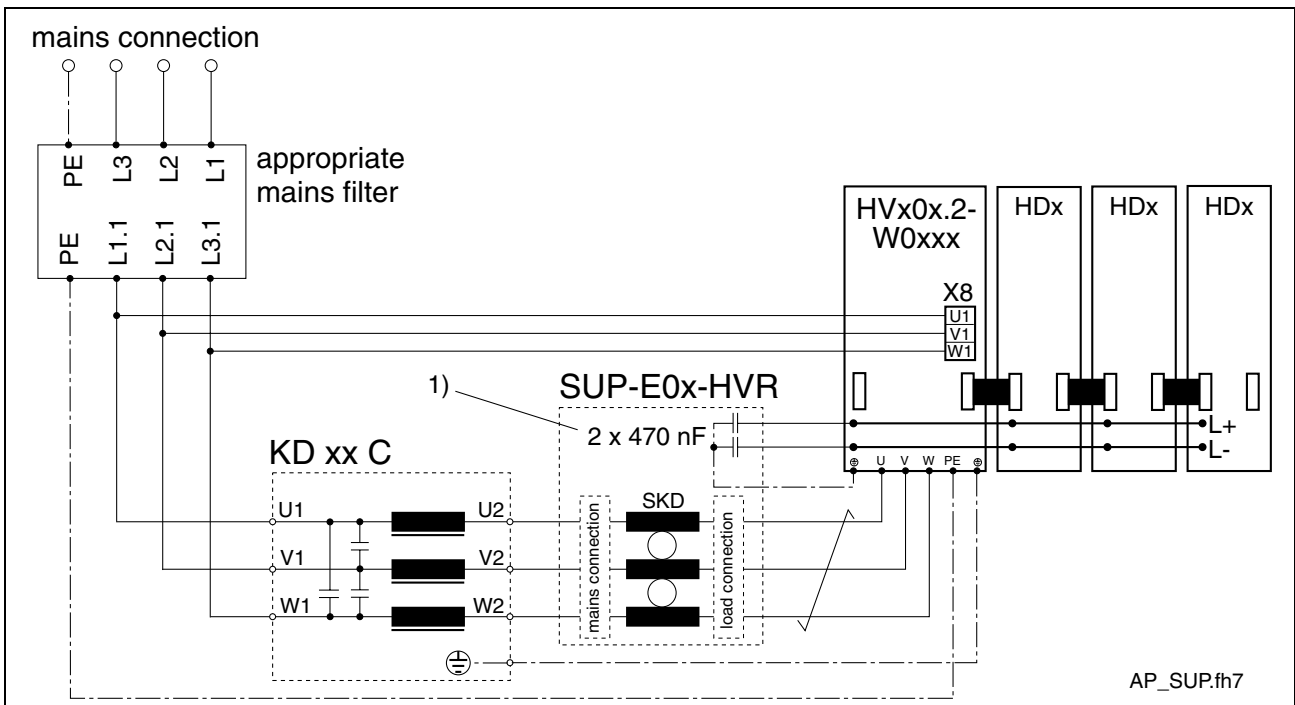 mains connection
PE L3 L2 L1
appropriate
mains filter
PE L1.1 L2.1 L3.1
HVx0x.2-
W0xxx
HDx HDx HDx
X8
U1
V1
W1
1)
SUP-E0x-HVR
2 x 470 nF
L+
L-
KD xx C
U V W PE
U1 U2
V1 V2
W1 W2
mains connection
SKD
load connection
AP_SUP.fh7